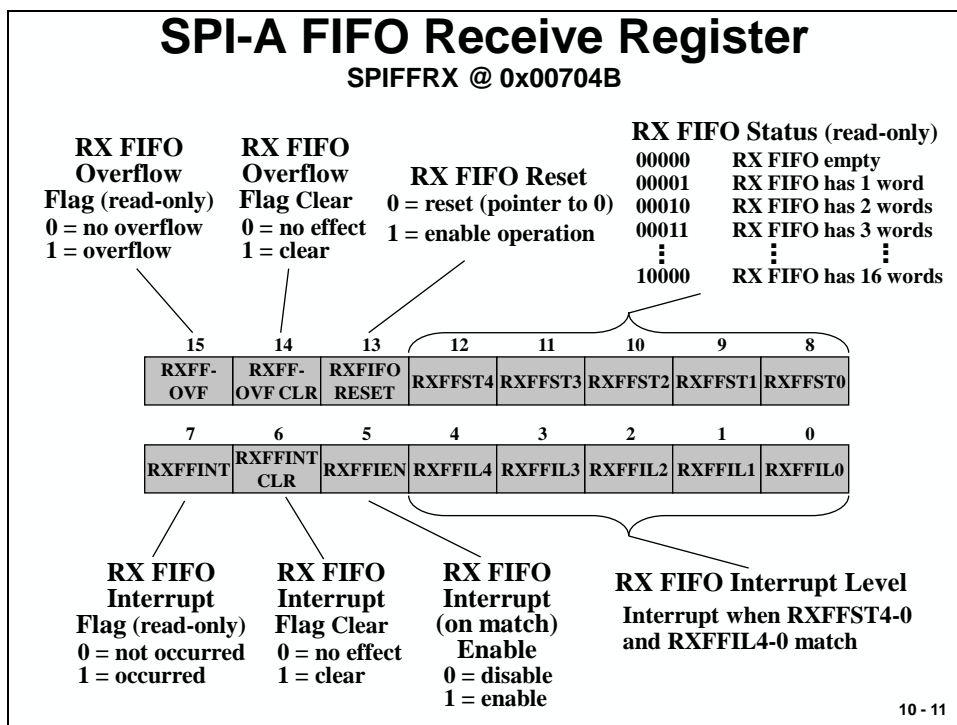 SPI-A FIFO Receive Register
SPIFFRX @ 0x00704B
RX FIFO
Overflow
Flag (read-only)
0 = no overflow
1 = overflow
RX FIFO
Overflow
Flag Clear
0 = no effect
1 = clear
RX FIFO Reset
0 = reset (pointer to 0)
1 = enable operation
RX FIFO Status (read-only)
00000 RX FIFO empty
00001 RX FIFO has 1 word
00010 RX FIFO has 2 words
00011 RX FIFO has 3 words
10000 RX FIFO has 16 words
15 14 13 12 11 10 9 8
RXFF-OVF RXFF-OVF CLR RXFIFO RESET RXFFST4 RXFFST3 RXFFST2 RXFFST1 RXFFST0
7 6 5 4 3 2 1 0
RXFFINT RXFFINT CLR RXFFIEN RXFFIL4 RXFFIL3 RXFFIL2 RXFFIL1 RXFFIL0
RX FIFO
Interrupt
Flag (read-only)
0 = not occurred
1 = occurred
RX FIFO
Interrupt
Flag Clear
0 = no effect
1 = clear
RX FIFO
Interrupt
(on match)
Enable
0 = disable
1 = enable
RX FIFO Interrupt Level
Interrupt when RXFFST4-0
and RXFFIL4-0 match
10 - 11